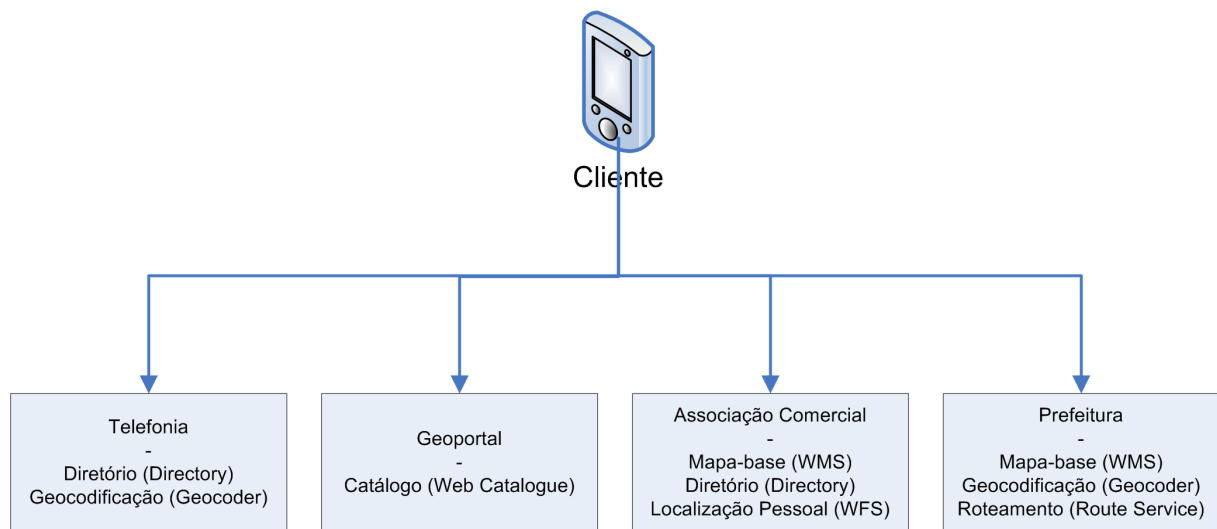 Cliente
Telefonia
-
Diretório (Directory)
Geocodificação (Geocoder)
Geoportal
-
Catálogo (Web Catalogue)
Associação Comercial
-
Mapa-base (WMS)
Diretório (Directory)
Localização Pessoal (WFS)
Prefeitura
-
Mapa-base (WMS)
Geocodificação (Geocoder)
Roteamento (Route Service)